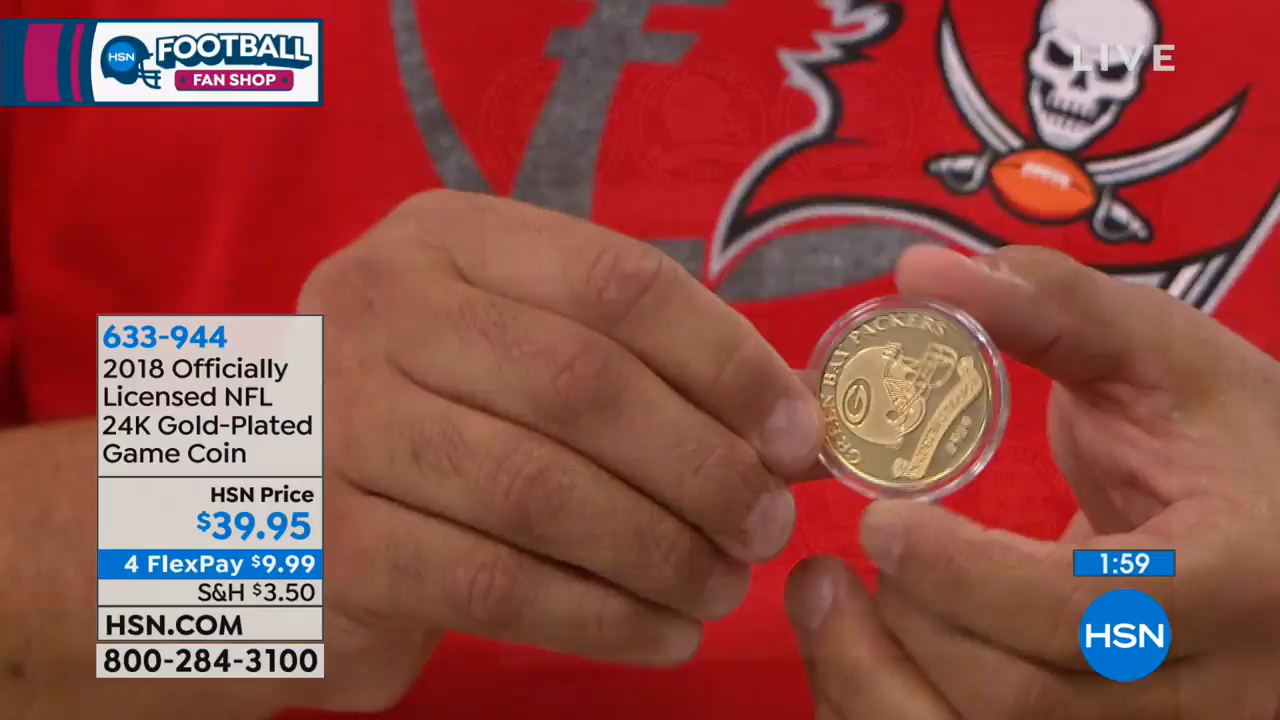 HSN
FOOTBALL
FAN SHOP
LIVE
633-944
2018 Officially
Licensed NFL
24K Gold-Plated
Game Coin
HSN Price
$39.95
4 FlexPay $9.99
S&H $3.50
HSN.COM
800-284-3100
GREEN BAY PACKERS
G
1:59
HSN